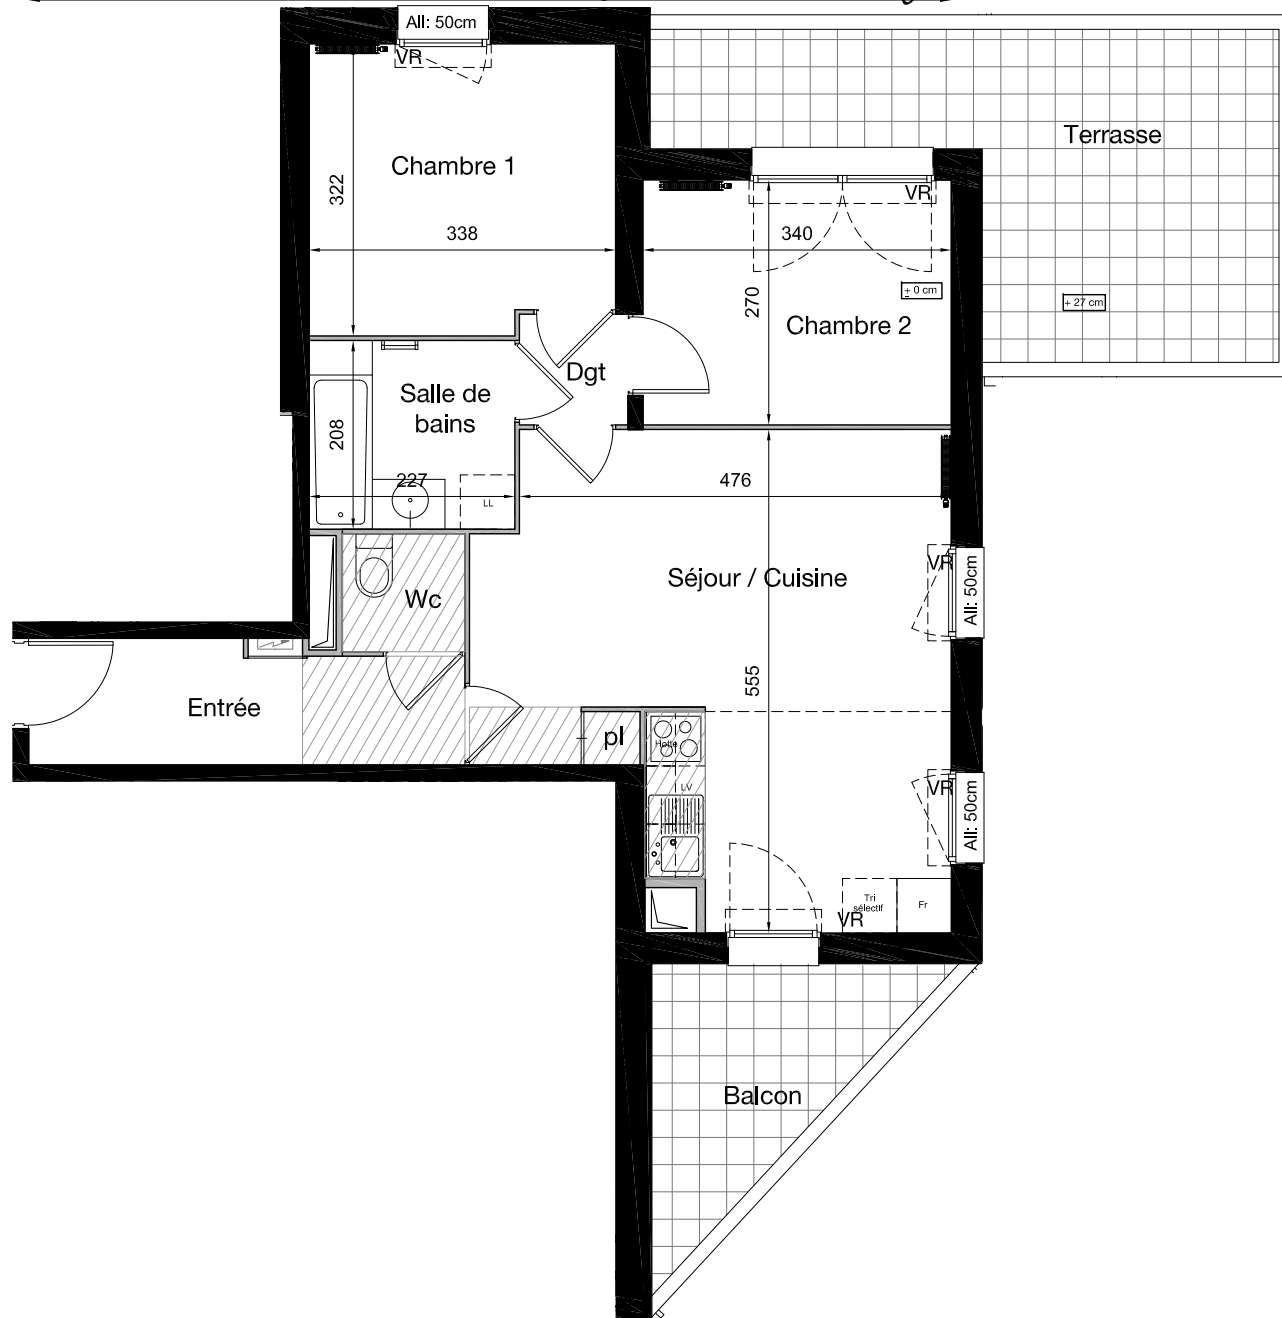 All: 50cm
VR
Terrasse
Chambre 1
322
338
VR
340
270
+ 0 cm
+ 27 cm
Chambre 2
Dgt
Salle de
bains
208
227
476
LL
VR
All: 50cm
Séjour / Cuisine
Wc
555
Entrée
pl
Hotte
LV
VR
All: 50cm
Tri
sélectif
Fr
VR
Balcon